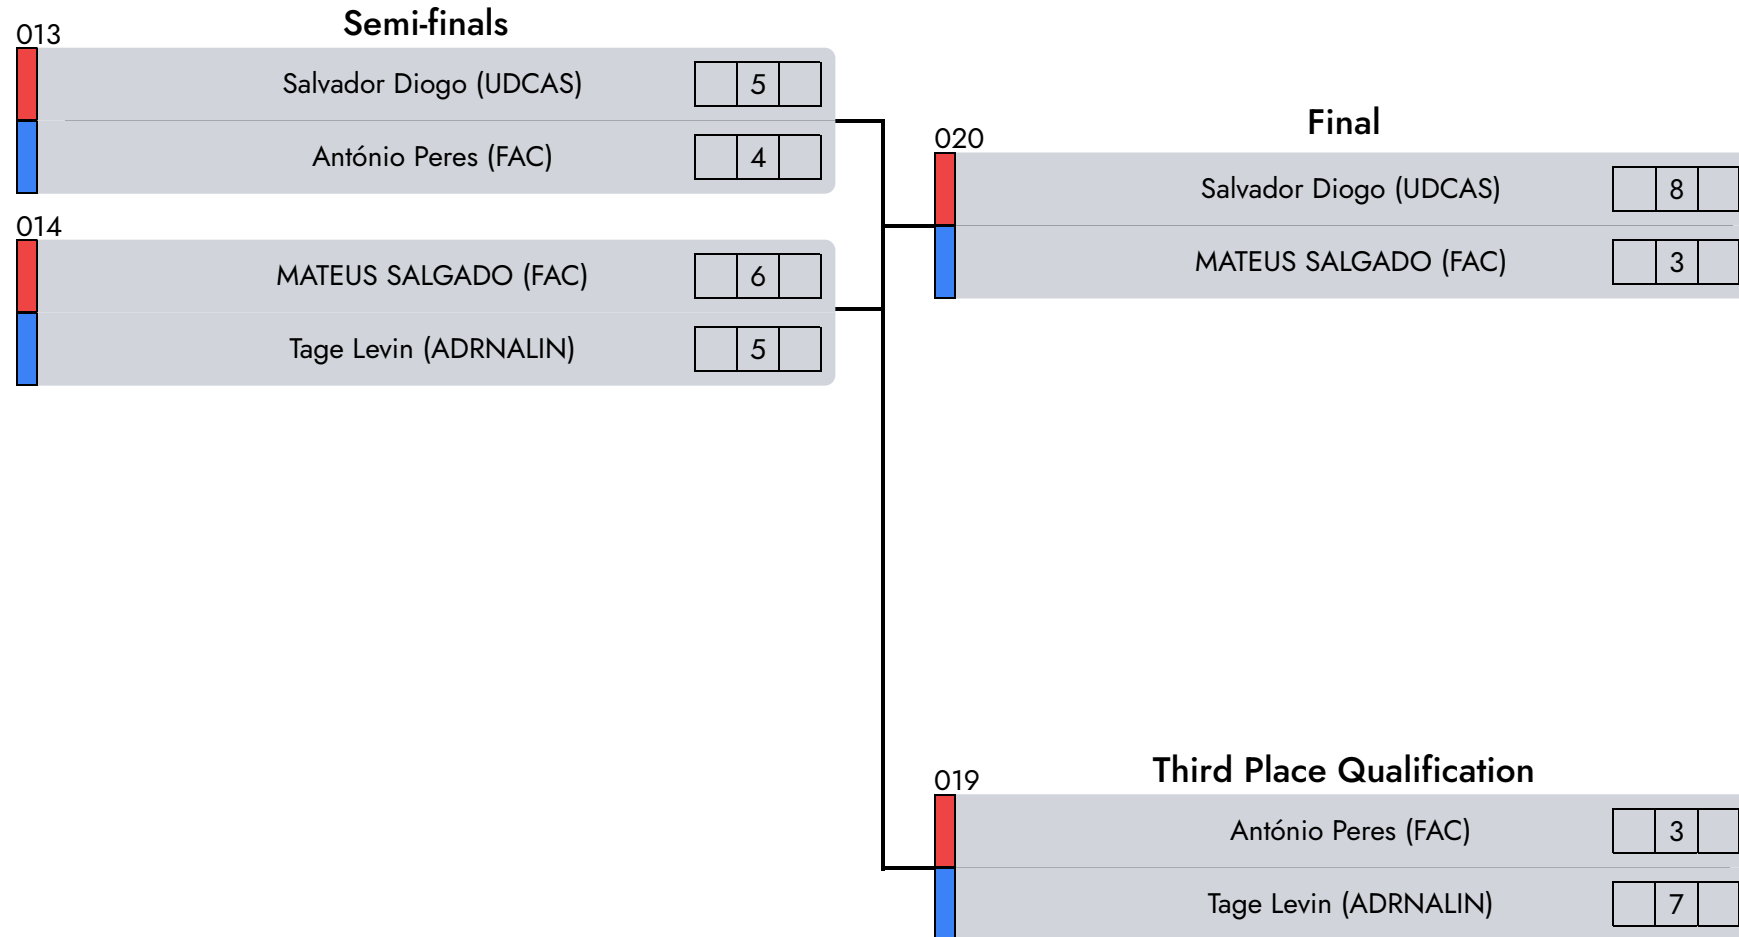 Semi-finals
013
Salvador Diogo (UDCAS) 5
António Peres (FAC) 4
014
MATEUS SALGADO (FAC) 6
Tage Levin (ADRNALIN) 5
Final
020
Salvador Diogo (UDCAS) 8
MATEUS SALGADO (FAC) 3
Third Place Qualification
019
António Peres (FAC) 3
Tage Levin (ADRNALIN) 7